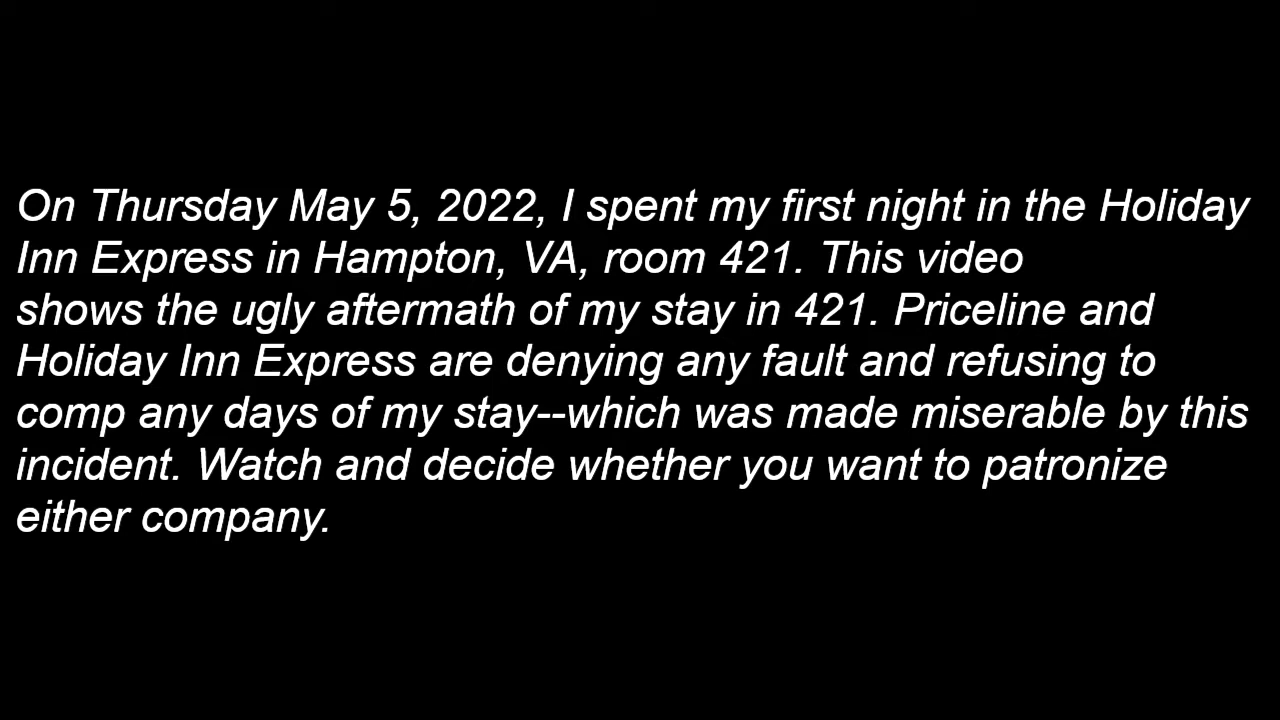 On Thursday May 5, 2022, I spent my first night in the Holiday
Inn Express in Hampton, VA, room 421. This video
shows the ugly aftermath of my stay in 421. Priceline and
Holiday Inn Express are denying any fault and refusing to
comp any days of my stay--which was made miserable by this
incident. Watch and decide whether you want to patronize
either company.